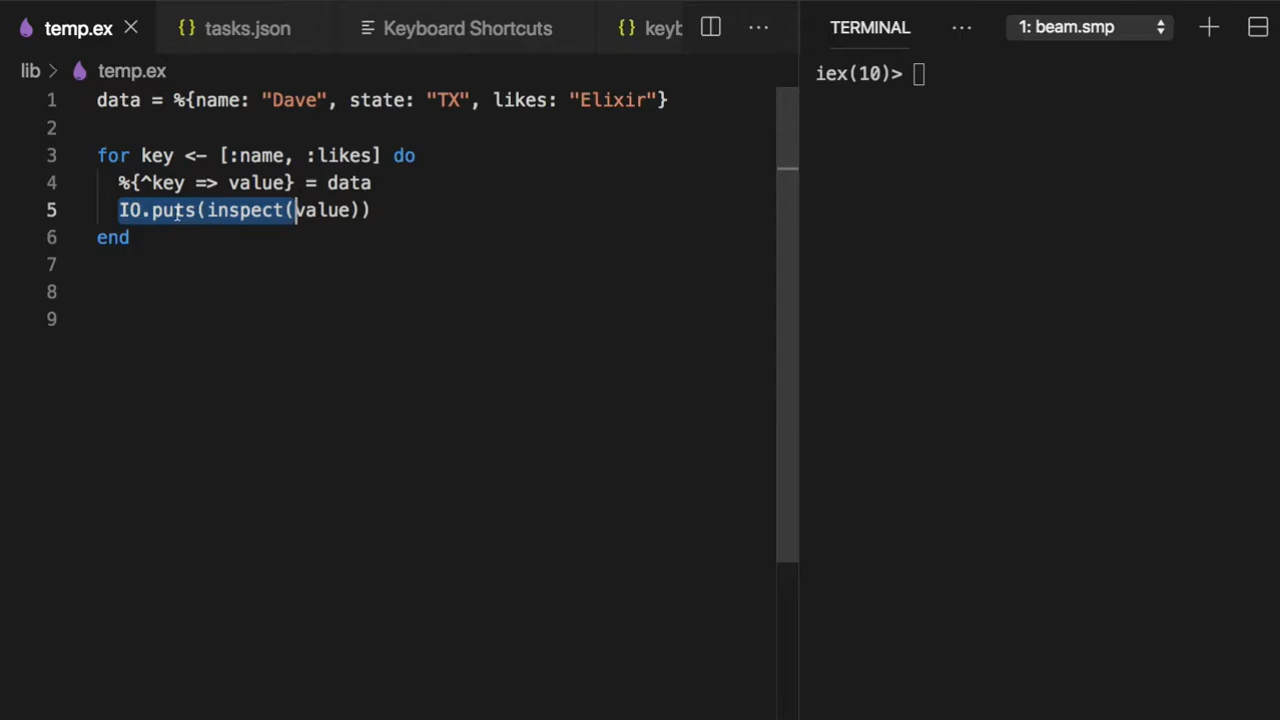 temp.ex
tasks.json
Keyboard Shortcuts
{} keyb
...
TERMINAL
...
1: beam.smp
lib > temp.ex
1 data = %{name: "Dave", state: "TX", likes: "Elixir"}
2
3 for key <- [:name, :likes] do
4 %{^key => value} = data
5 IO.puts(inspect(value))
6 end
7
8
9
iex(10)>